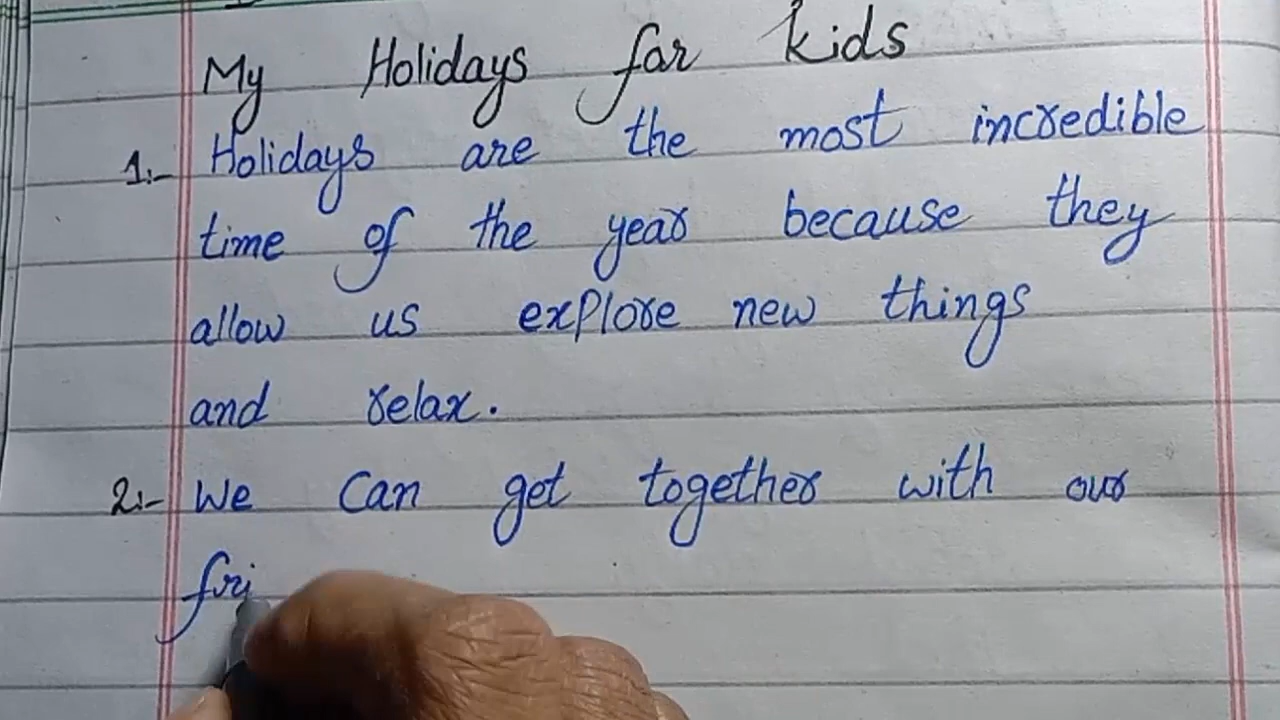 My Holidays for kids
1:- Holidays are the most incredible
time of the year because they
allow us explore new things
and relax.
2:- We Can get together with our
fri